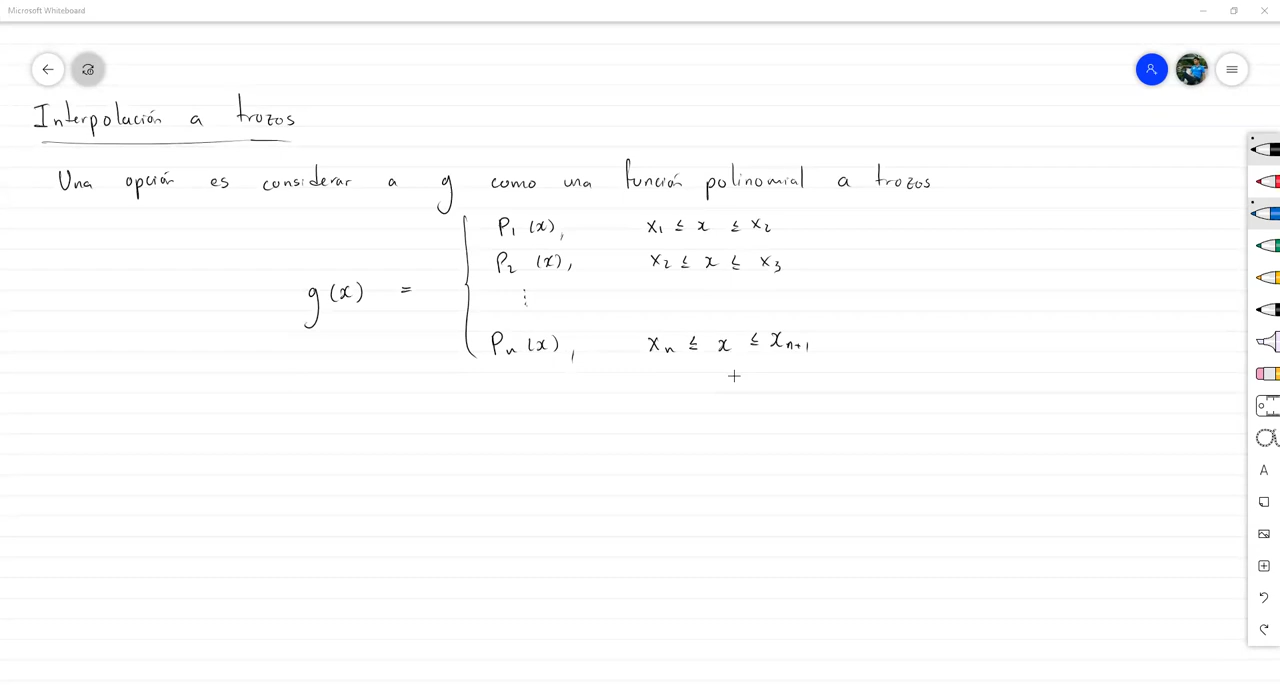 Microsoft Whiteboard
Interpolación a trozos
Una opción es considerar a g como una función polinomial a trozos
P₁(x), x₁ ≤ x ≤ x₂
P₂(x), x₂ ≤ x ≤ x₃
g(x) = ⋮
Pₙ(x), xₙ ≤ x ≤ xₙ₊₁
A